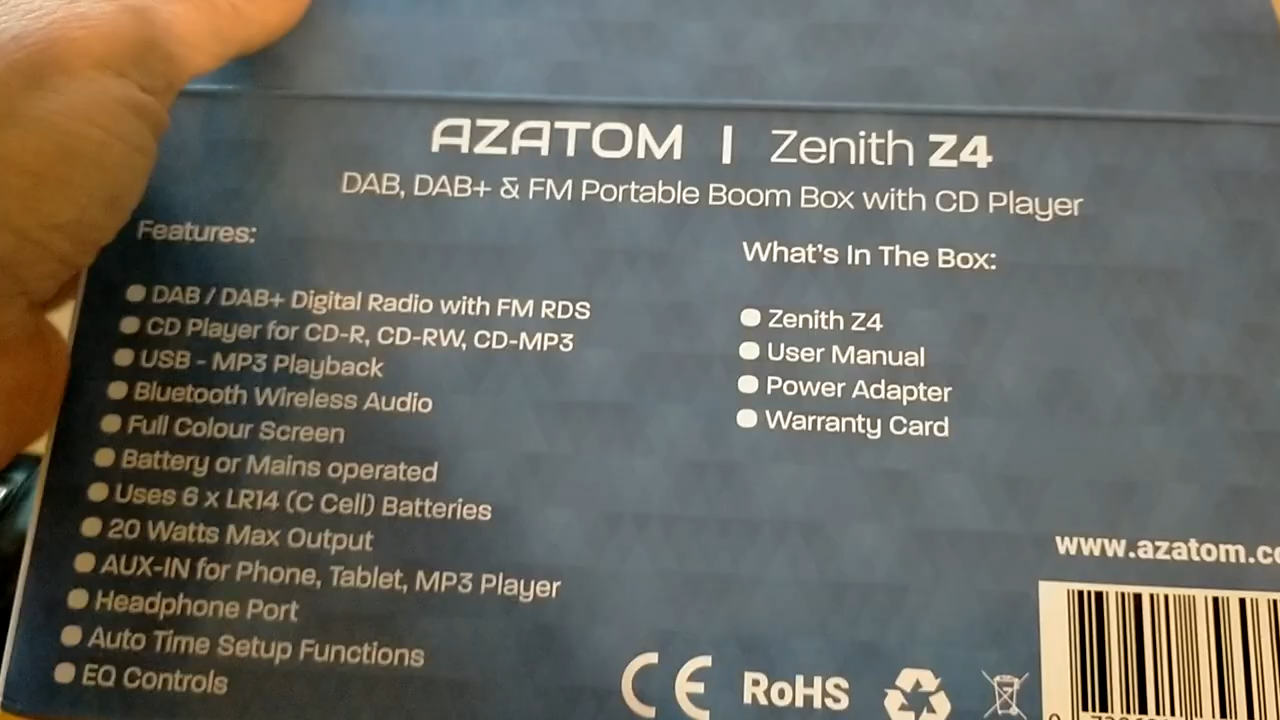 AZATOM | Zenith Z4
DAB, DAB+ & FM Portable Boom Box with CD Player
Features:
DAB / DAB+ Digital Radio with FM RDS
CD Player for CD-R, CD-RW, CD-MP3
USB - MP3 Playback
Bluetooth Wireless Audio
Full Colour Screen
Battery or Mains operated
Uses 6 x LR14 (C Cell) Batteries
20 Watts Max Output
AUX-IN for Phone, Tablet, MP3 Player
Headphone Port
Auto Time Setup Functions
EQ Controls
What's In The Box:
Zenith Z4
User Manual
Power Adapter
Warranty Card
www.azatom.co
CE RoHS